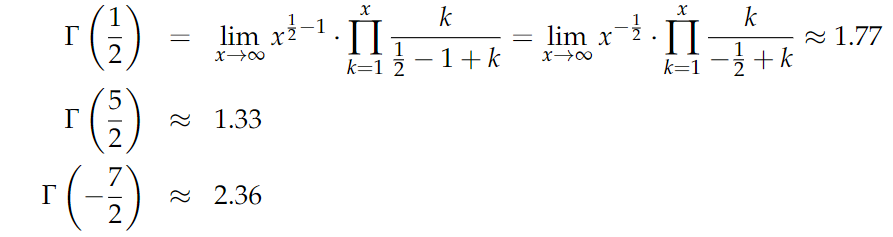 Γ(1/2) = lim_{x→∞} x^{1/2 − 1} · ∏_{k=1}^{x} k/(1/2 − 1 + k) = lim_{x→∞} x^{−1/2} · ∏_{k=1}^{x} k/(−1/2 + k) ≈ 1.77
Γ(5/2) ≈ 1.33
Γ(−7/2) ≈ 2.36